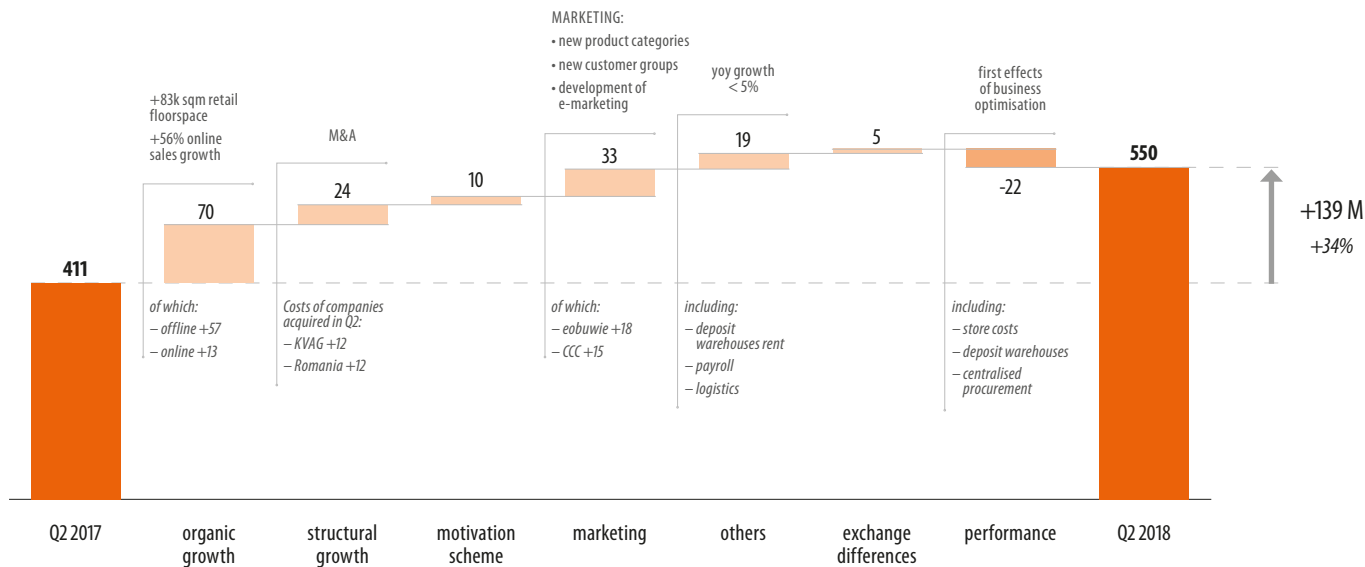 MARKETING:
• new product categories
• new customer groups
• development of
e-marketing
yoy growth
< 5%
first effects
of business
optimisation
+83k sqm retail
floorspace
+56% online
sales growth
M&A
411
70
24
10
33
19
5
-22
550
+139 M
+34%
of which:
– offline +57
– online +13
Costs of companies
acquired in Q2:
– KVAG +12
– Romania +12
of which:
– eobuwie +18
– CCC +15
including:
– deposit
warehouses rent
– payroll
– logistics
including:
– store costs
– deposit warehouses
– centralised
procurement
Q2 2017
organic
growth
structural
growth
motivation
scheme
marketing
others
exchange
differences
performance
Q2 2018